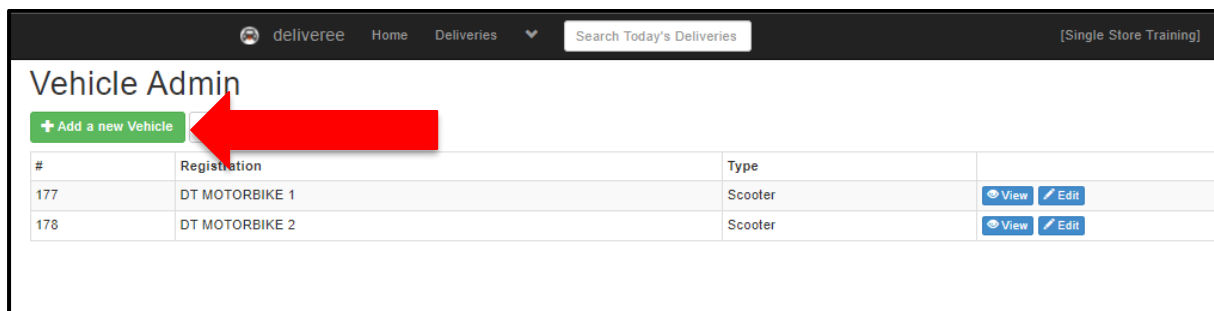 deliveree Home Deliveries Search Today's Deliveries [Single Store Training]
Vehicle Admin
Add a new Vehicle
# Registration Type
177 DT MOTORBIKE 1 Scooter View Edit
178 DT MOTORBIKE 2 Scooter View Edit